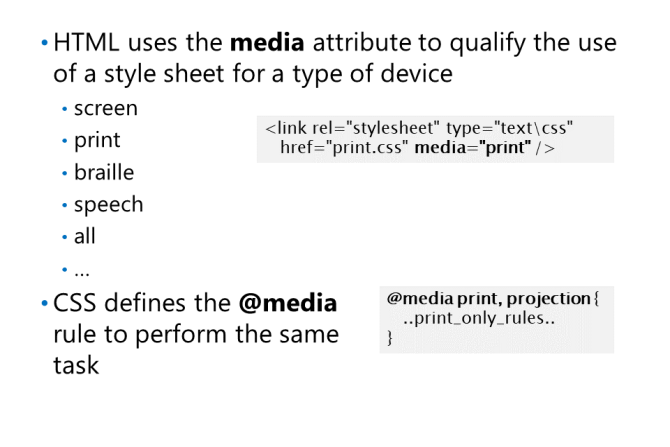 • HTML uses the media attribute to qualify the use
of a style sheet for a type of device
• screen
• print
• braille
• speech
• all
• ...
<link rel="stylesheet" type="text\css"
href="print.css" media="print" />
• CSS defines the @media
rule to perform the same
task
@media print, projection{
..print_only_rules..
}